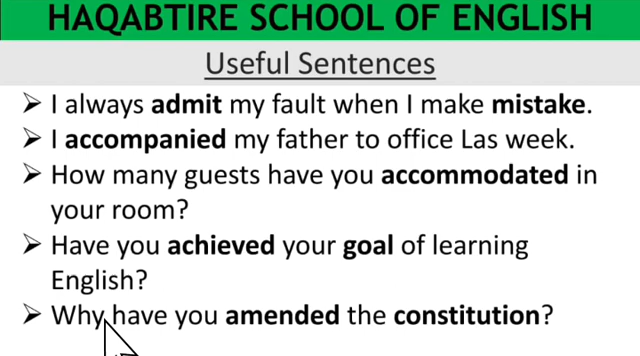 HAQABTIRE SCHOOL OF ENGLISH
Useful Sentences
➢ I always admit my fault when I make mistake.
➢ I accompanied my father to office Las week.
➢ How many guests have you accommodated in
your room?
➢ Have you achieved your goal of learning
English?
➢ Why have you amended the constitution?